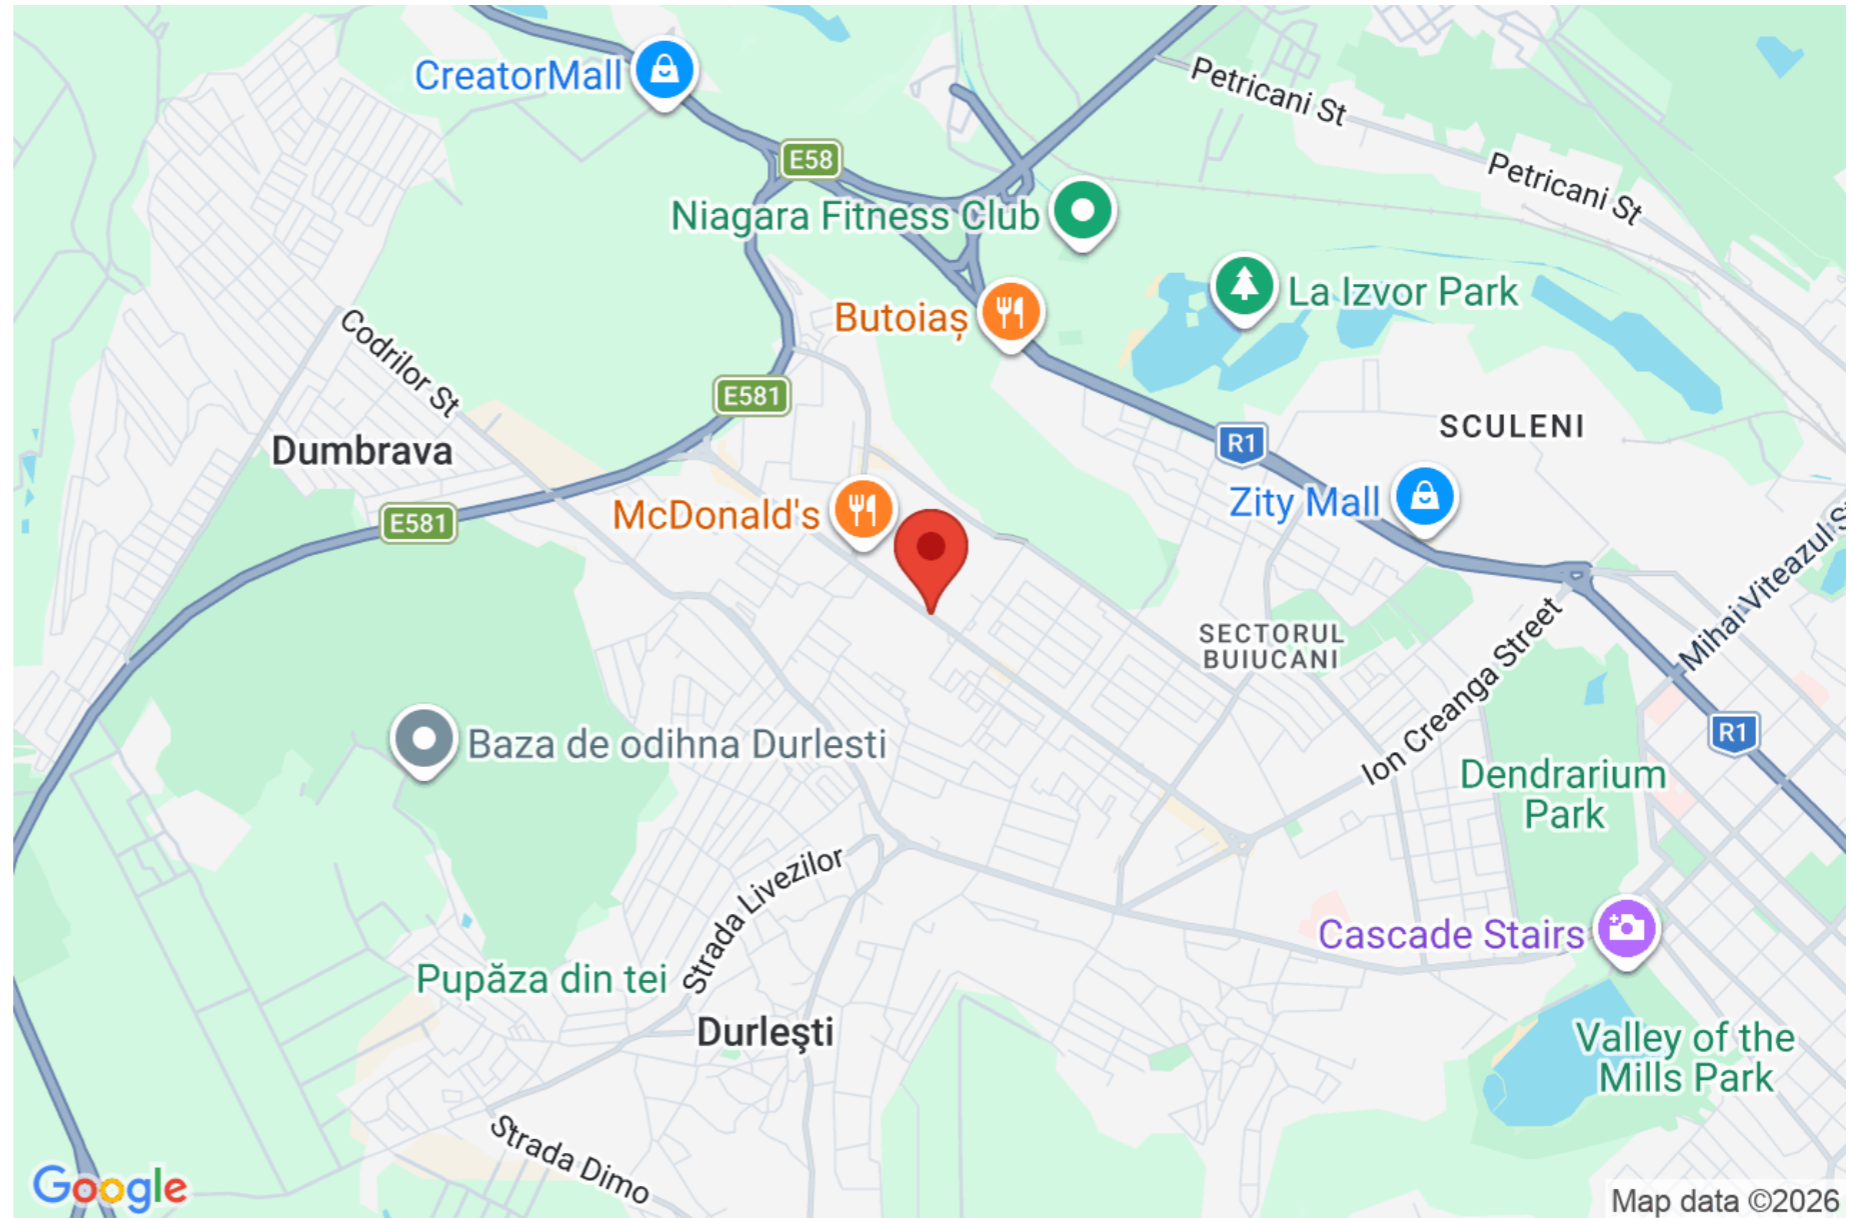 CreatorMall
Petricani St
E58
Petricani St
Niagara Fitness Club
La Izvor Park
Butoiaș
Codrilor St
E581
SCULENI
R1
Dumbrava
Zity Mall
McDonald's
E581
SECTORUL
BUIUCANI
Mihai Viteazul S
Ion Creanga Street
R1
Baza de odihna Durlesti
Dendrarium
Park
Strada Livezilor
Cascade Stairs
Pupăza din tei
Durleşti
Valley of the
Mills Park
Strada Dimo
Google
Map data ©2026